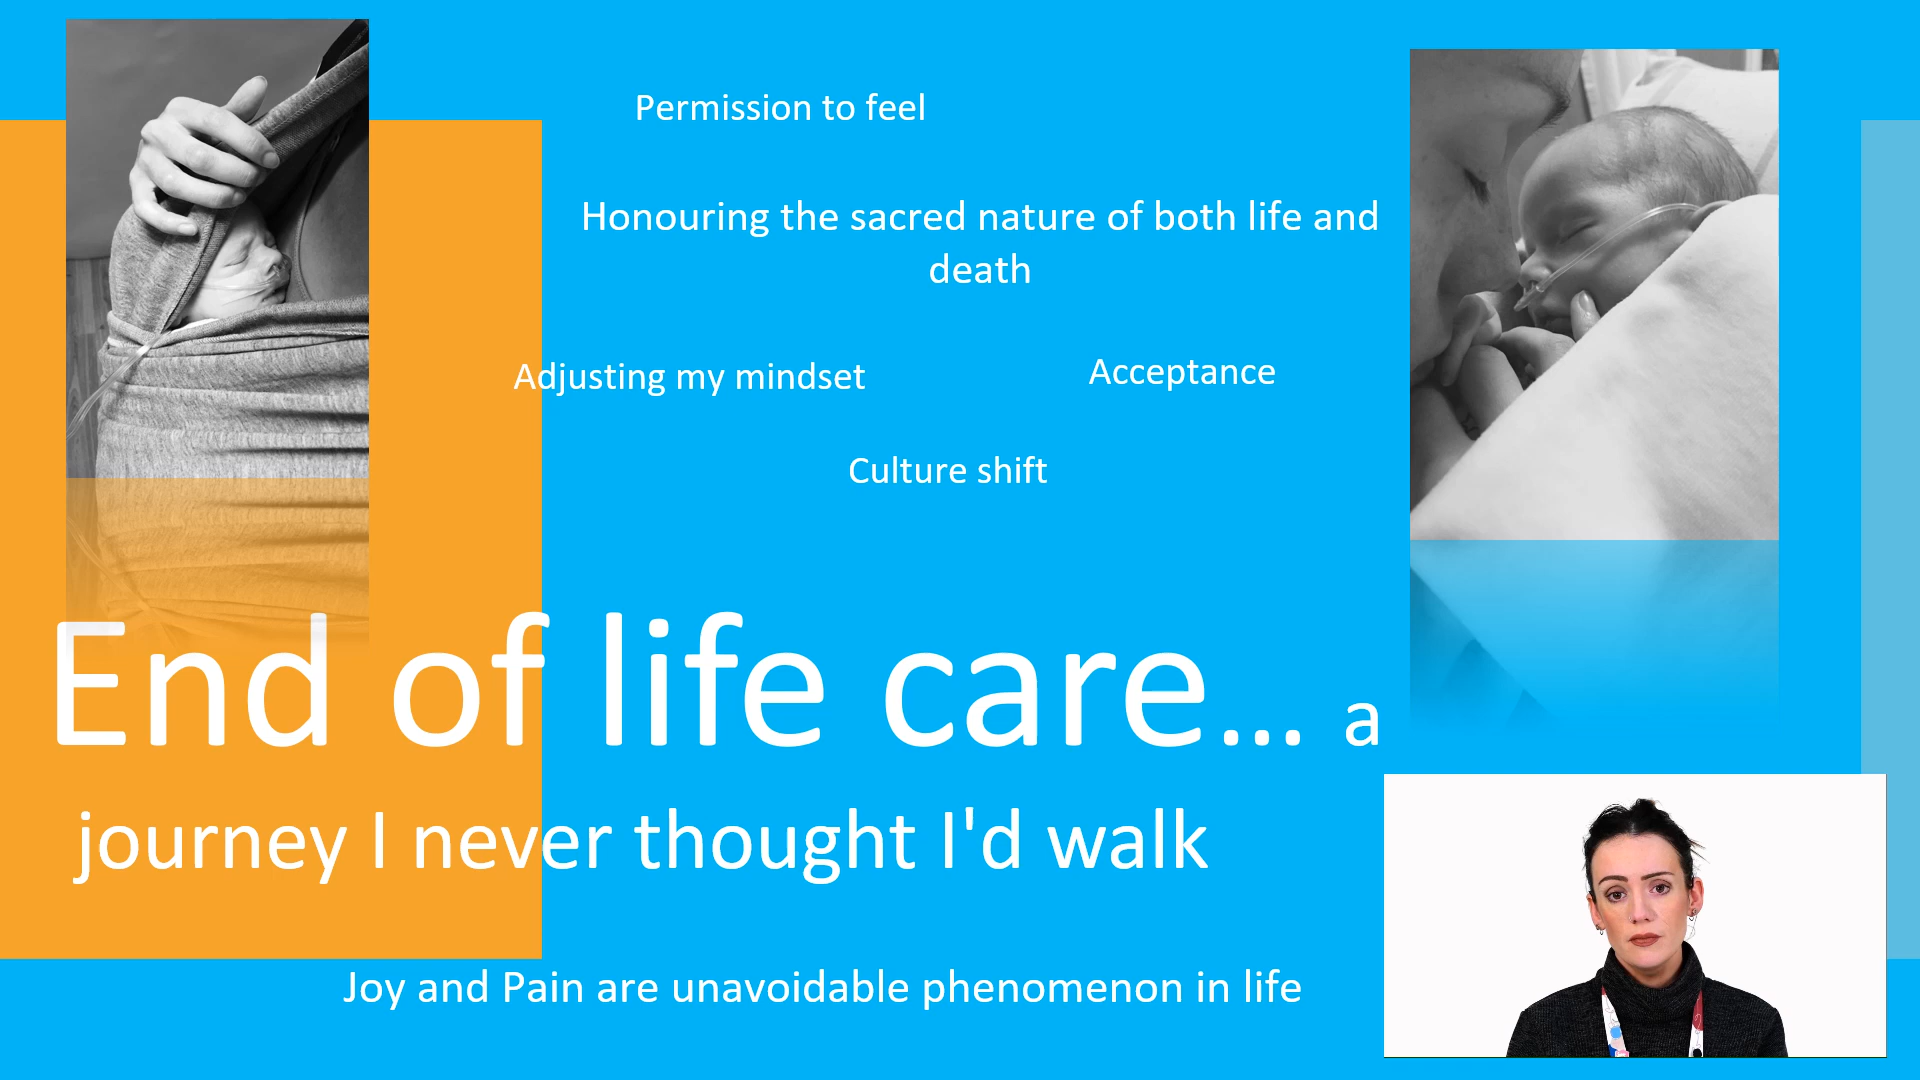 Permission to feel
Honouring the sacred nature of both life and
death
Adjusting my mindset
Acceptance
Culture shift
End of life care... a
journey I never thought I'd walk
Joy and Pain are unavoidable phenomenon in life